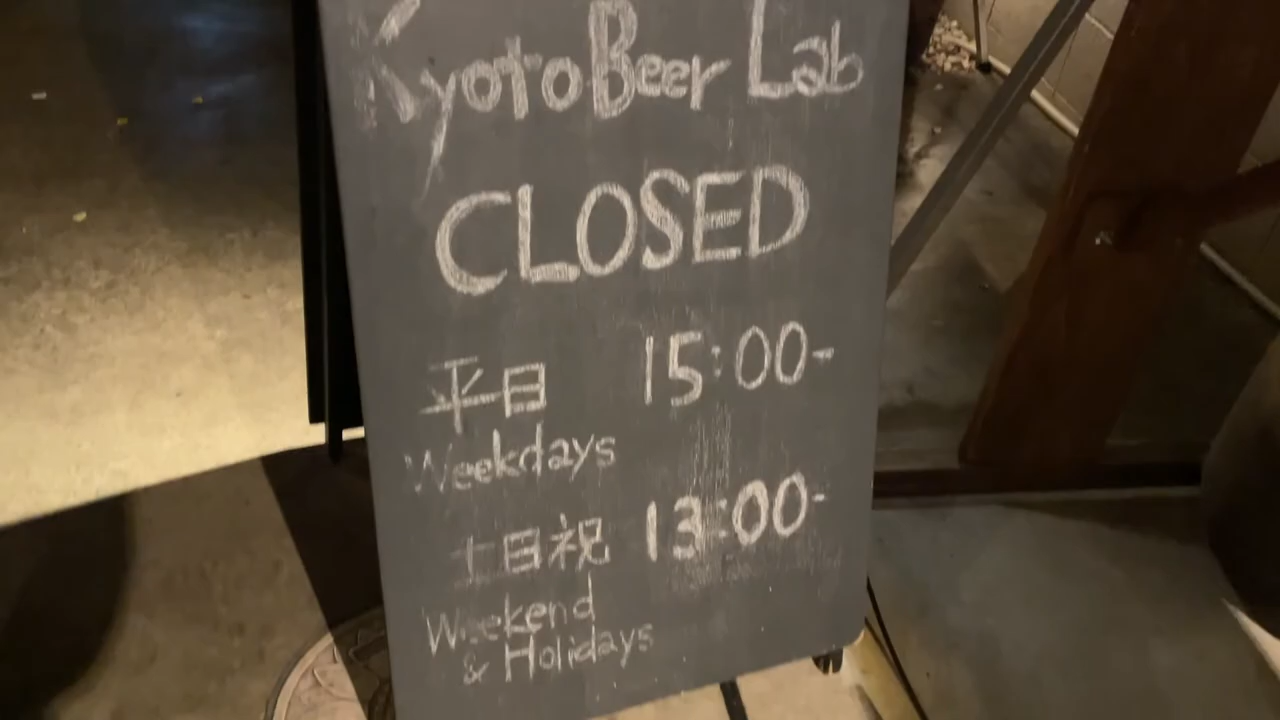 Kyoto Beer Lab
CLOSED
平日 15:00-
Weekdays
土日祝 13:00-
Weekend
& Holidays